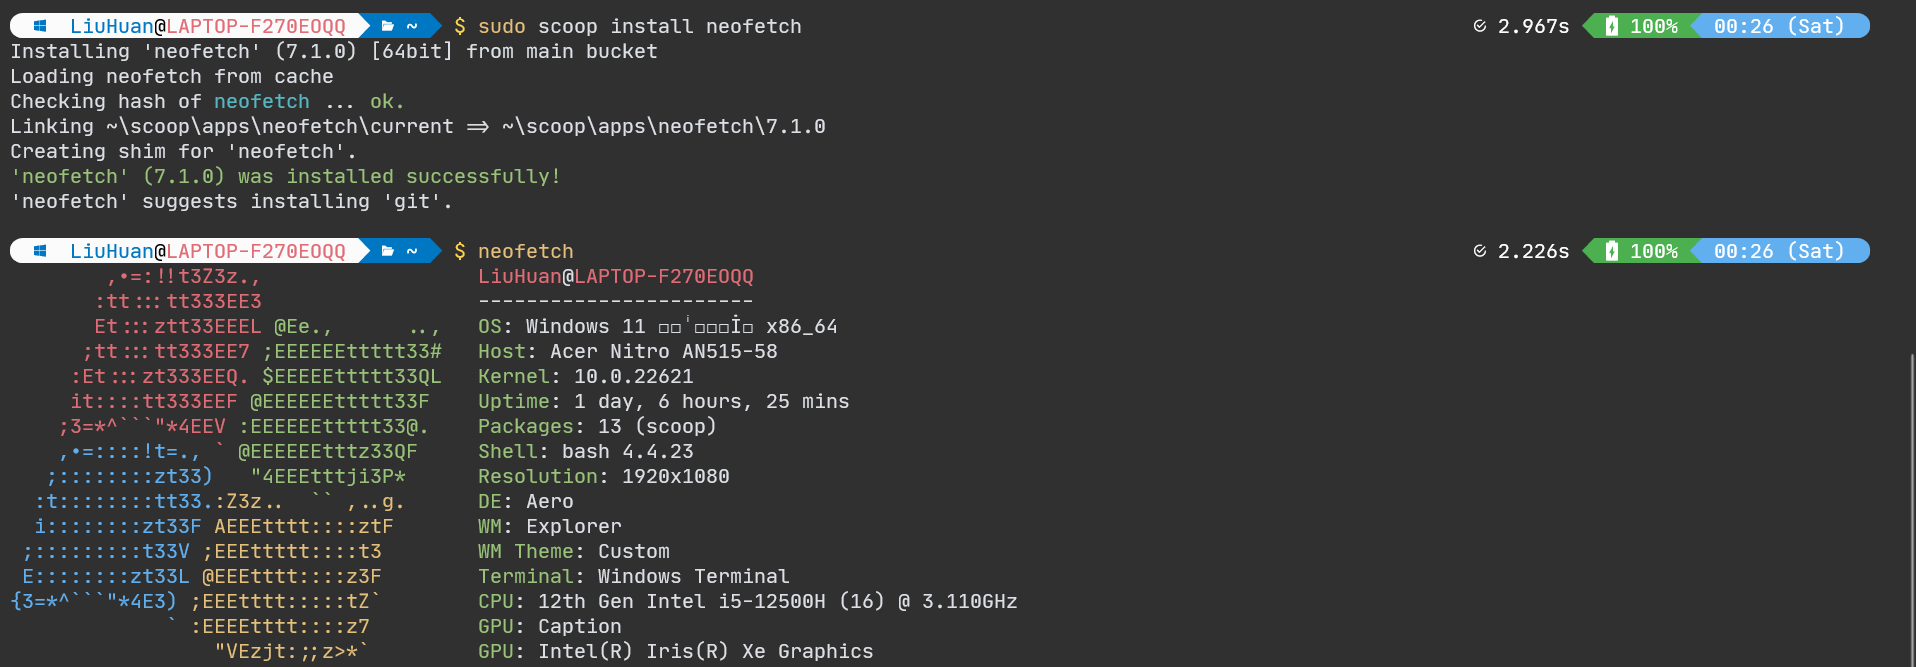 LiuHuan@LAPTOP-F270EOQQ ~ $ sudo scoop install neofetch 2.967s 100% 00:26 (Sat)
Installing 'neofetch' (7.1.0) [64bit] from main bucket
Loading neofetch from cache
Checking hash of neofetch ... ok.
Linking ~\scoop\apps\neofetch\current => ~\scoop\apps\neofetch\7.1.0
Creating shim for 'neofetch'.
'neofetch' (7.1.0) was installed successfully!
'neofetch' suggests installing 'git'.
LiuHuan@LAPTOP-F270EOQQ ~ $ neofetch 2.226s 100% 00:26 (Sat)
        ,•=:!!t3Z3z.,                  LiuHuan@LAPTOP-F270EOQQ
       :tt:::tt333EE3                  -----------------------
       Et:::ztt33EEEL @Ee.,      ..,   OS: Windows 11 x86_64
      ;tt:::tt333EE7 ;EEEEEEttttt33#   Host: Acer Nitro AN515-58
     :Et:::zt333EEQ. $EEEEEttttt33QL   Kernel: 10.0.22621
     it::::tt333EEF @EEEEEEttttt33F    Uptime: 1 day, 6 hours, 25 mins
    ;3=*^```"*4EEV :EEEEEEttttt33@.    Packages: 13 (scoop)
    ,•=::::!t=., ` @EEEEEEtttz33QF     Shell: bash 4.4.23
   ;::::::::zt33)   "4EEEtttji3P*      Resolution: 1920x1080
  :t::::::::tt33.:Z3z..  `` ,..g.      DE: Aero
  i::::::::zt33F AEEEtttt::::ztF       WM: Explorer
 ;:::::::::t33V ;EEEttttt::::t3        WM Theme: Custom
 E::::::::zt33L @EEEtttt::::z3F        Terminal: Windows Terminal
{3=*^```"*4E3) ;EEEtttt:::::tZ`        CPU: 12th Gen Intel i5-12500H (16) @ 3.110GHz
             ` :EEEEtttt::::z7         GPU: Caption
                 "VEzjt:;;z>*`         GPU: Intel(R) Iris(R) Xe Graphics